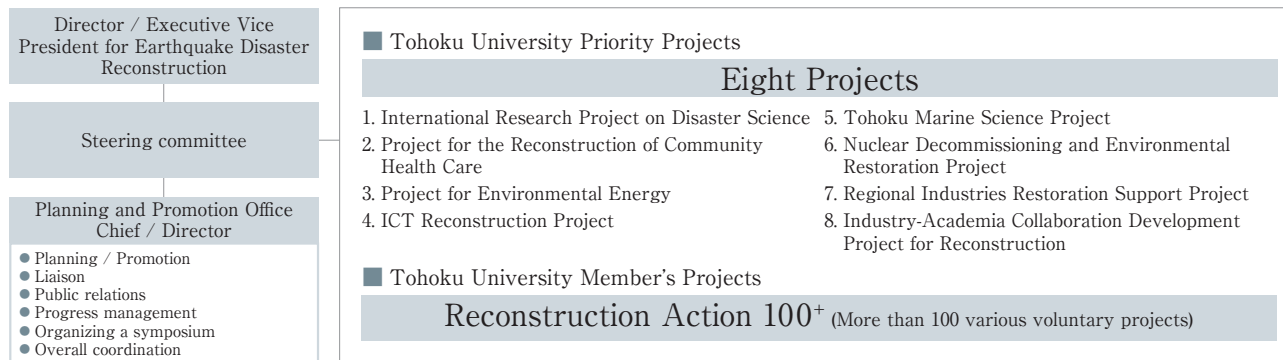 Director / Executive Vice
President for Earthquake Disaster
Reconstruction
Steering committee
Planning and Promotion Office
Chief / Director
● Planning / Promotion
● Liaison
● Public relations
● Progress management
● Organizing a symposium
● Overall coordination
■ Tohoku University Priority Projects
Eight Projects
1. International Research Project on Disaster Science
2. Project for the Reconstruction of Community
Health Care
3. Project for Environmental Energy
4. ICT Reconstruction Project
5. Tohoku Marine Science Project
6. Nuclear Decommissioning and Environmental
Restoration Project
7. Regional Industries Restoration Support Project
8. Industry-Academia Collaboration Development
Project for Reconstruction
■ Tohoku University Member's Projects
Reconstruction Action 100⁺ (More than 100 various voluntary projects)